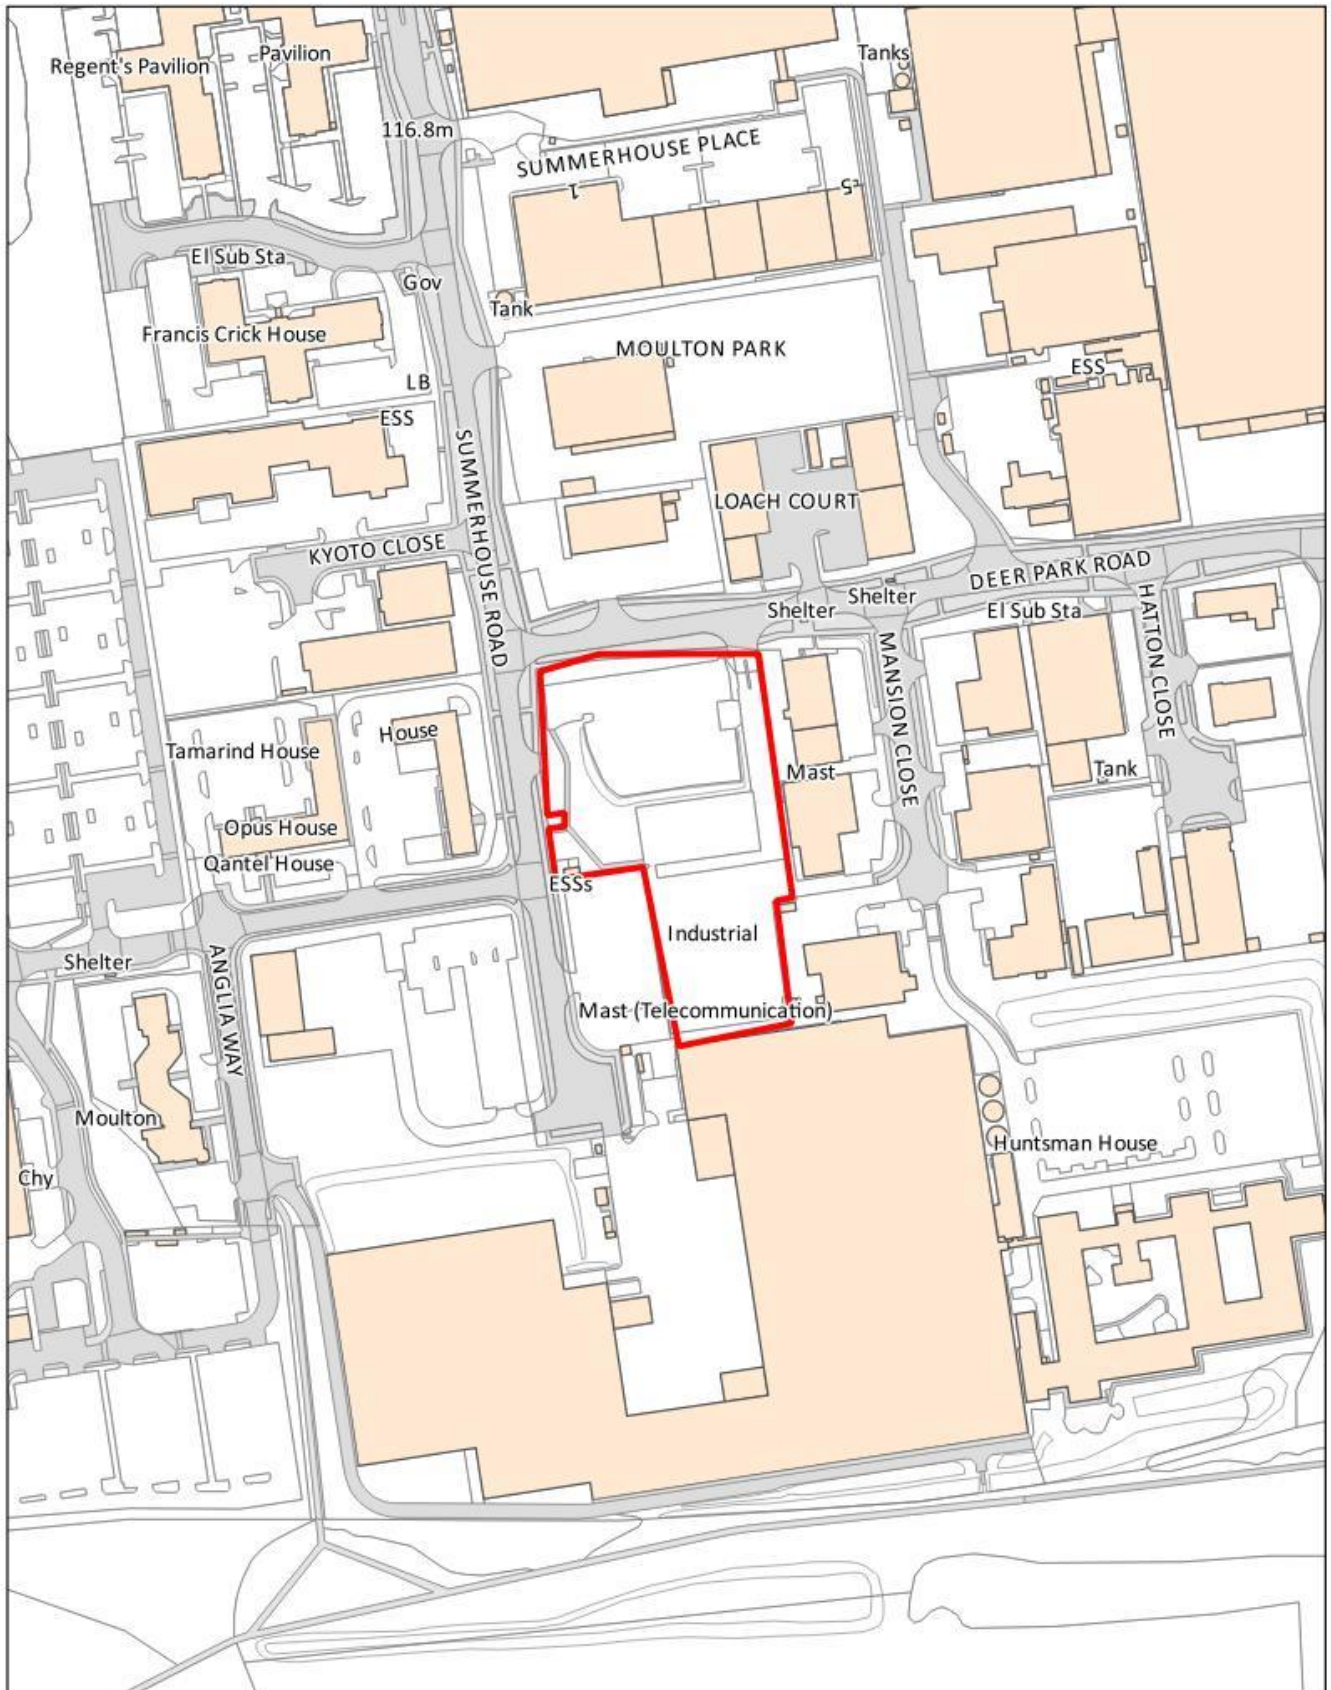 Regent's Pavilion
Pavilion
Tanks
116.8m
SUMMERHOUSE PLACE
1
5
El Sub Sta
Gov
Tank
Francis Crick House
MOULTON PARK
ESS
LB
ESS
SUMMERHOUSE ROAD
LOACH COURT
KYOTO CLOSE
DEER PARK ROAD
Shelter
Shelter
El Sub Sta
HATTON CLOSE
MANSION CLOSE
House
Tamarind House
Mast
Tank
Opus House
Qantel House
ESSs
Industrial
Shelter
ANGLIA WAY
Mast (Telecommunication)
Moulton
Huntsman House
Chy